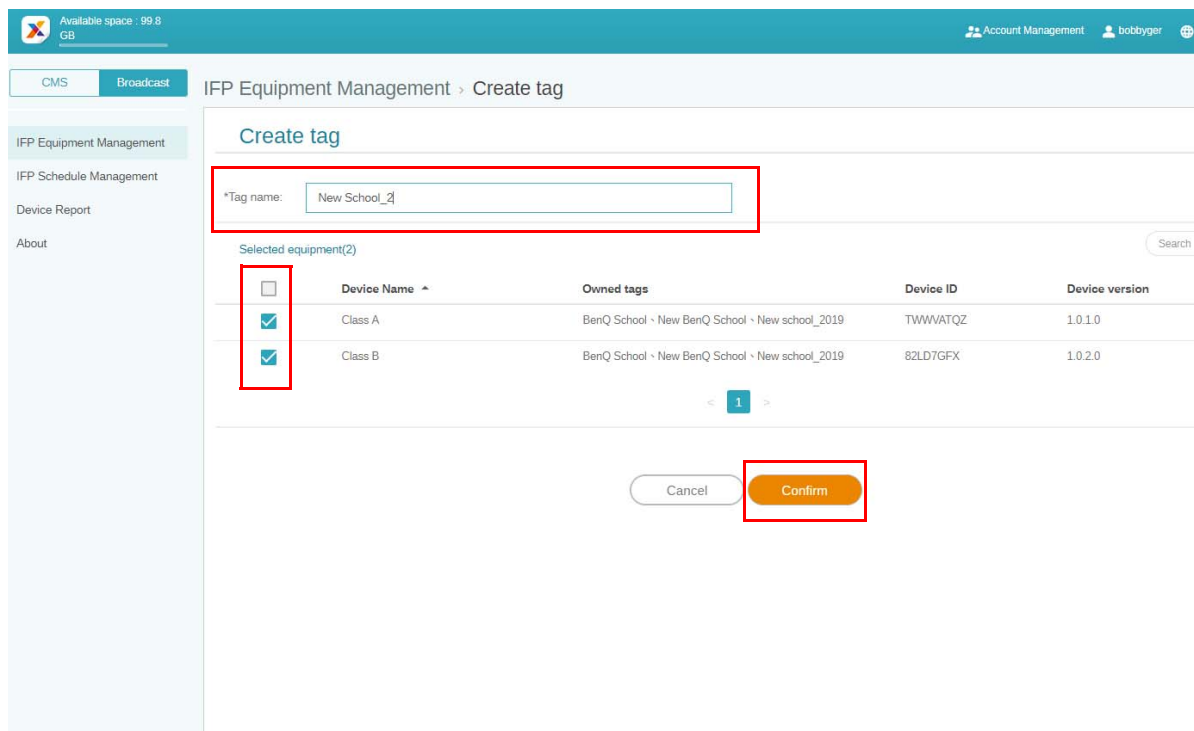 Available space : 99.8
GB
Account Management
bobbyger
CMS
Broadcast
IFP Equipment Management › Create tag
IFP Equipment Management
IFP Schedule Management
Device Report
About
Create tag
*Tag name:
New School_2
Selected equipment(2)
Search
Device Name
Owned tags
Device ID
Device version
Class A
BenQ School、New BenQ School、New school_2019
TWWVATQZ
1.0.1.0
Class B
BenQ School、New BenQ School、New school_2019
82LD7GFX
1.0.2.0
< 1 >
Cancel
Confirm